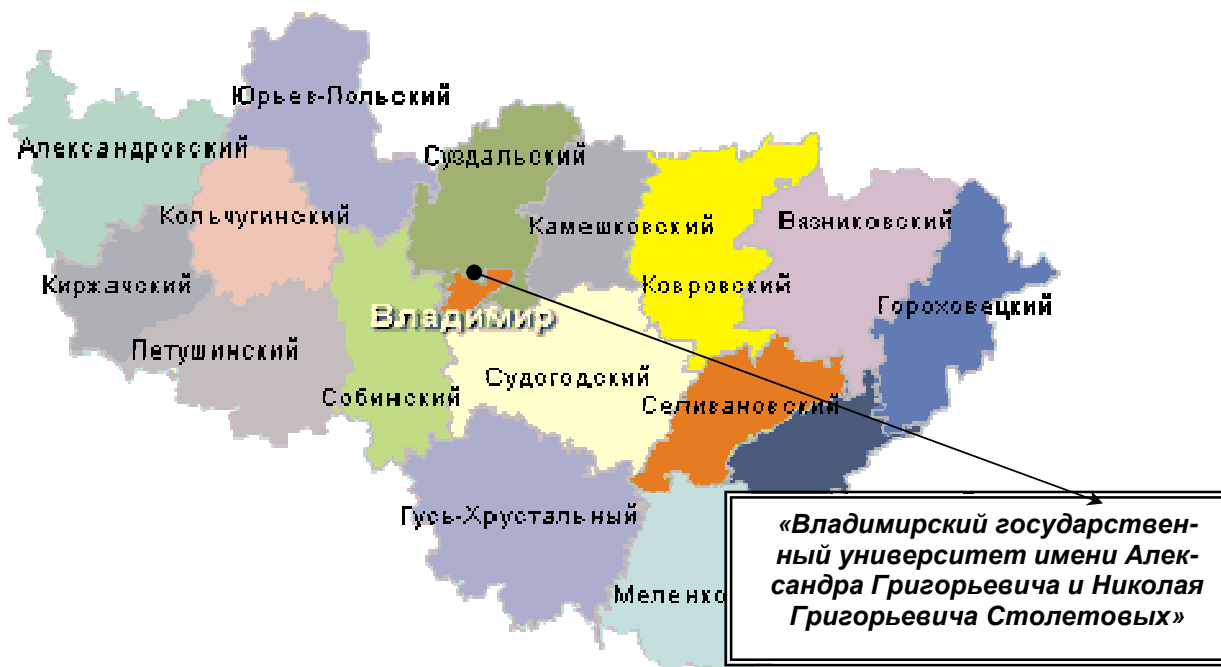 Юрьев-Польский
Александровский
Суздальский
Кольчугинский
Камешковский
Вазниковский
Киржачский
Ковровский
Гороховецкий
Владимир
Петушинский
Судогодский
Собинский
Селивановский
Гусь-Хрустальный
Меленко
«Владимирский государствен-
ный университет имени Алек-
сандра Григорьевича и Николая
Григорьевича Столетовых»